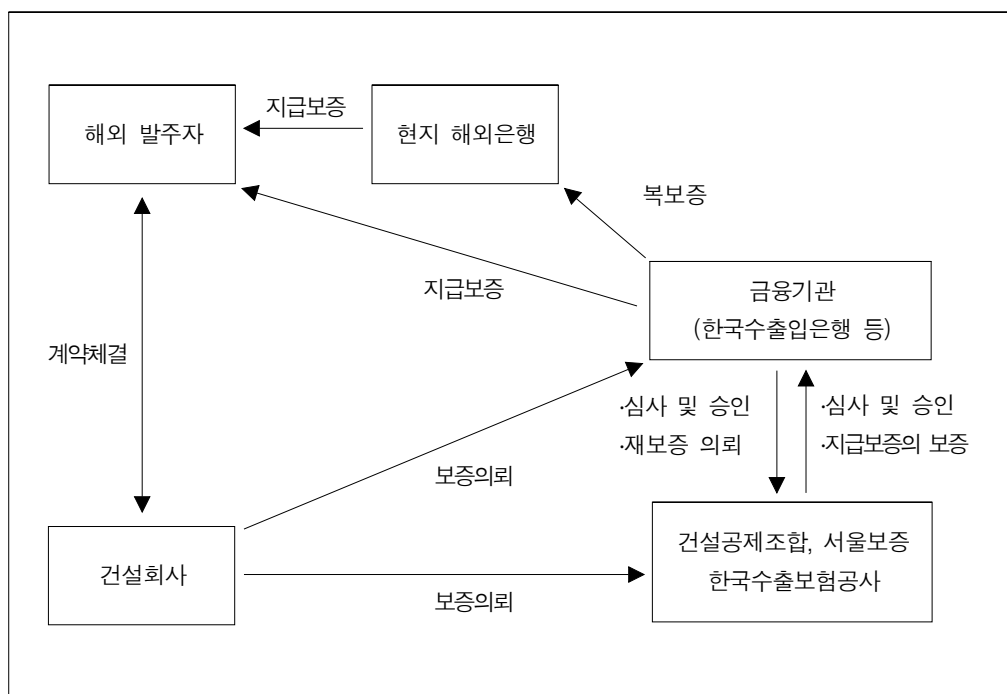 지급보증
해외 발주자
현지 해외은행
복보증
지급보증
금융기관
(한국수출입은행 등)
계약체결
·심사 및 승인
·재보증 의뢰
·심사 및 승인
·지급보증의 보증
보증의뢰
건설회사
건설공제조합, 서울보증
한국수출보험공사
보증의뢰